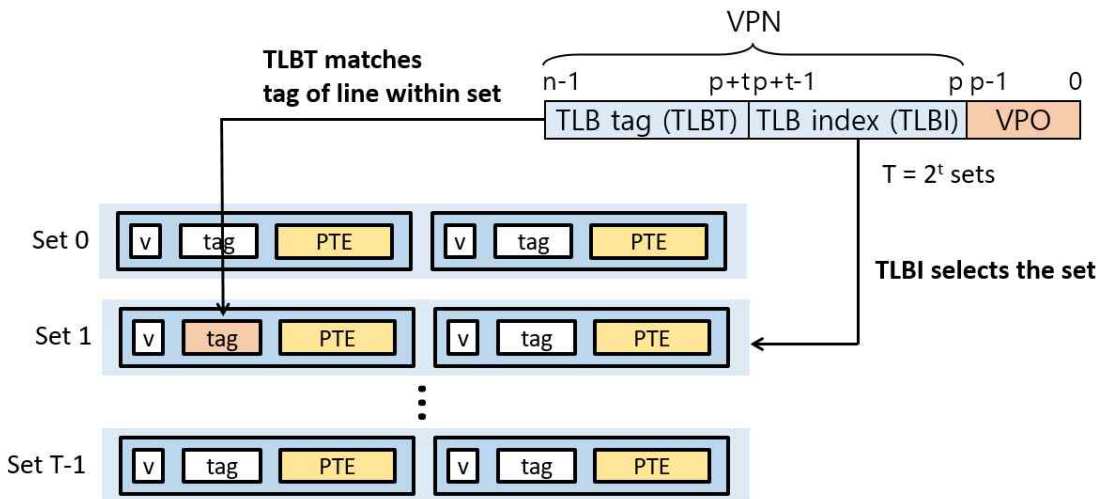 VPN
TLBT matches
tag of line within set
n-1 p+t p+t-1 p p-1 0
TLB tag (TLBT) TLB index (TLBI) VPO
T = 2ᵗ sets
Set 0 v tag PTE v tag PTE
TLBI selects the set
Set 1 v tag PTE v tag PTE
Set T-1 v tag PTE v tag PTE